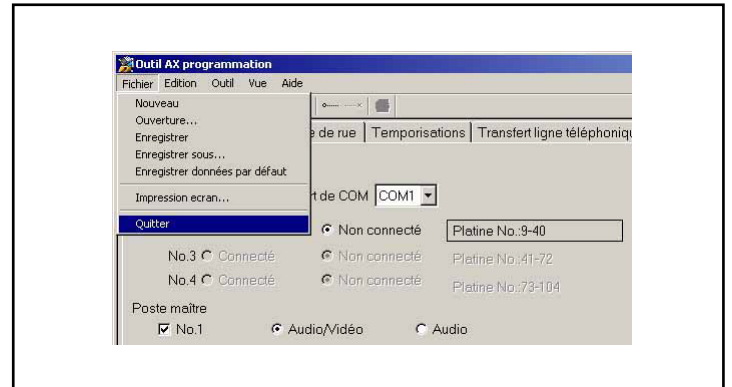 Outil AX programmation
Fichier Edition Outil Vue Aide
Nouveau
Ouverture...
Enregistrer
Enregistrer sous...
Enregistrer données par défaut
Impression ecran...
Quitter
de rue Temporisations Transfert ligne
de COM COM1
Non connecté Platine No.:9-40
No.3 Connecté Non connecté Platine No.:41-72
No.4 Connecté Non connecté Platine No.:73-104
Poste maître
No.1 Audio/Vidéo Audio